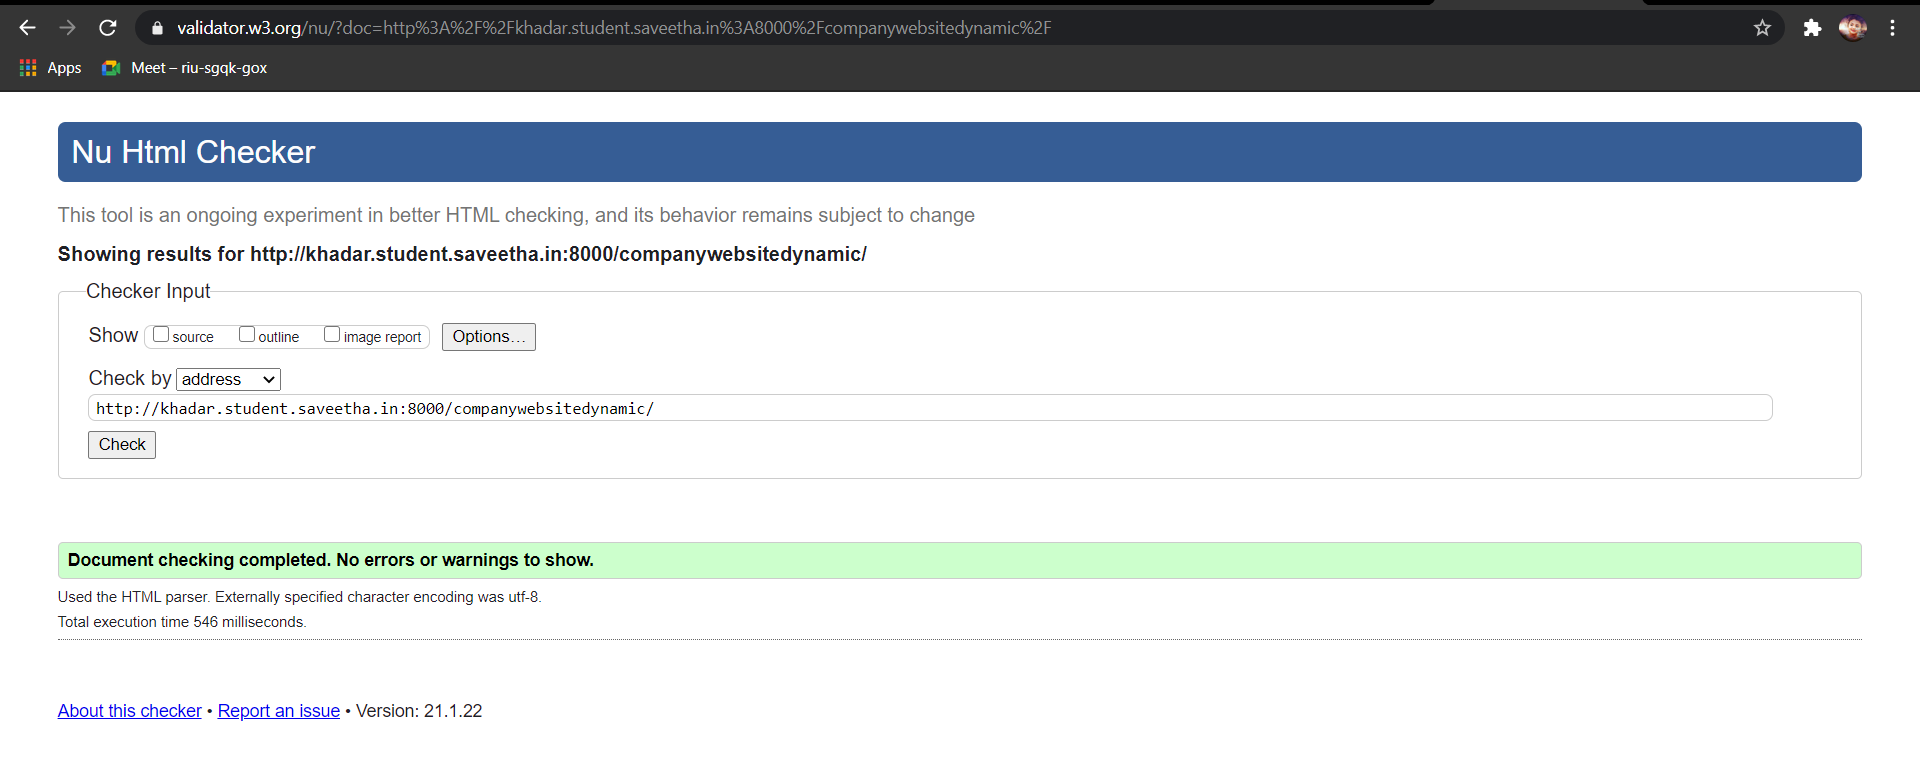 validator.w3.org/nu/?doc=http%3A%2F%2Fkhadar.student.saveetha.in%3A8000%2Fcompanywebsitedynamic%2F
Apps Meet – riu-sgqk-gox
Nu Html Checker
This tool is an ongoing experiment in better HTML checking, and its behavior remains subject to change
Showing results for http://khadar.student.saveetha.in:8000/companywebsitedynamic/
Checker Input
Show source outline image report Options…
Check by address
http://khadar.student.saveetha.in:8000/companywebsitedynamic/
Check
Document checking completed. No errors or warnings to show.
Used the HTML parser. Externally specified character encoding was utf-8.
Total execution time 546 milliseconds.
About this checker • Report an issue • Version: 21.1.22